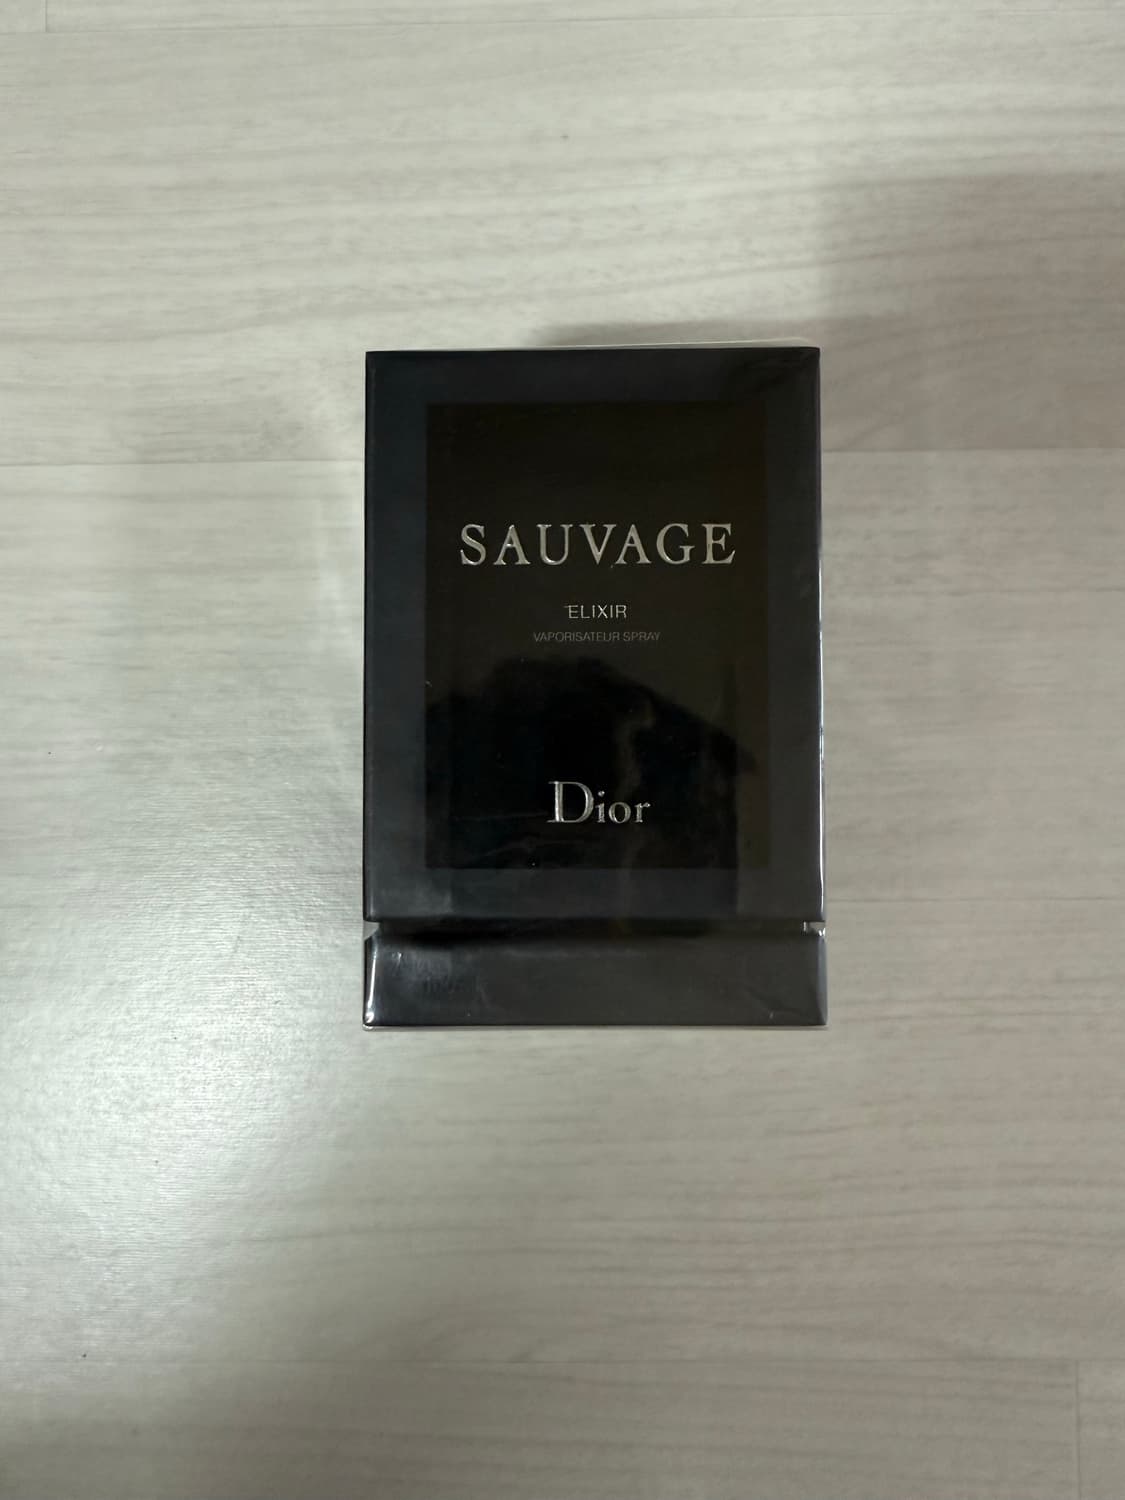 SAUVAGE
ELIXIR
VAPORISATEUR SPRAY
Dior